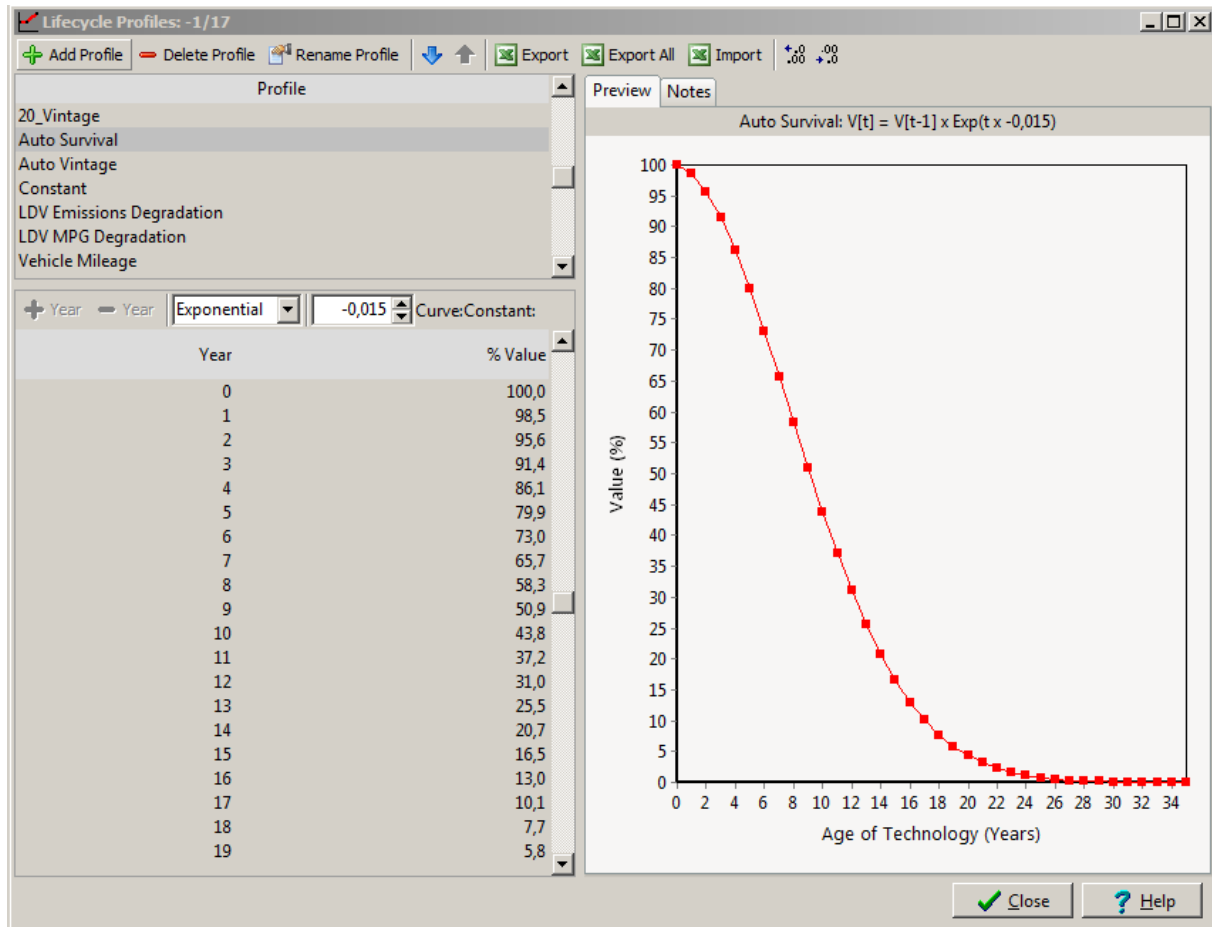 Lifecycle Profiles: -1/17
Add Profile Delete Profile Rename Profile Export Export All Import
Profile
20_Vintage
Auto Survival
Auto Vintage
Constant
LDV Emissions Degradation
LDV MPG Degradation
Vehicle Mileage
Year Year Exponential -0,015 Curve:Constant:
Year % Value
0 100,0
1 98,5
2 95,6
3 91,4
4 86,1
5 79,9
6 73,0
7 65,7
8 58,3
9 50,9
10 43,8
11 37,2
12 31,0
13 25,5
14 20,7
15 16,5
16 13,0
17 10,1
18 7,7
19 5,8
Preview Notes
Auto Survival: V[t] = V[t-1] x Exp(t x -0,015)
100
95
90
85
80
75
70
65
60
55
50
45
40
35
30
25
20
15
10
5
0
Value (%)
0 2 4 6 8 10 12 14 16 18 20 22 24 26 28 30 32 34
Age of Technology (Years)
Close Help